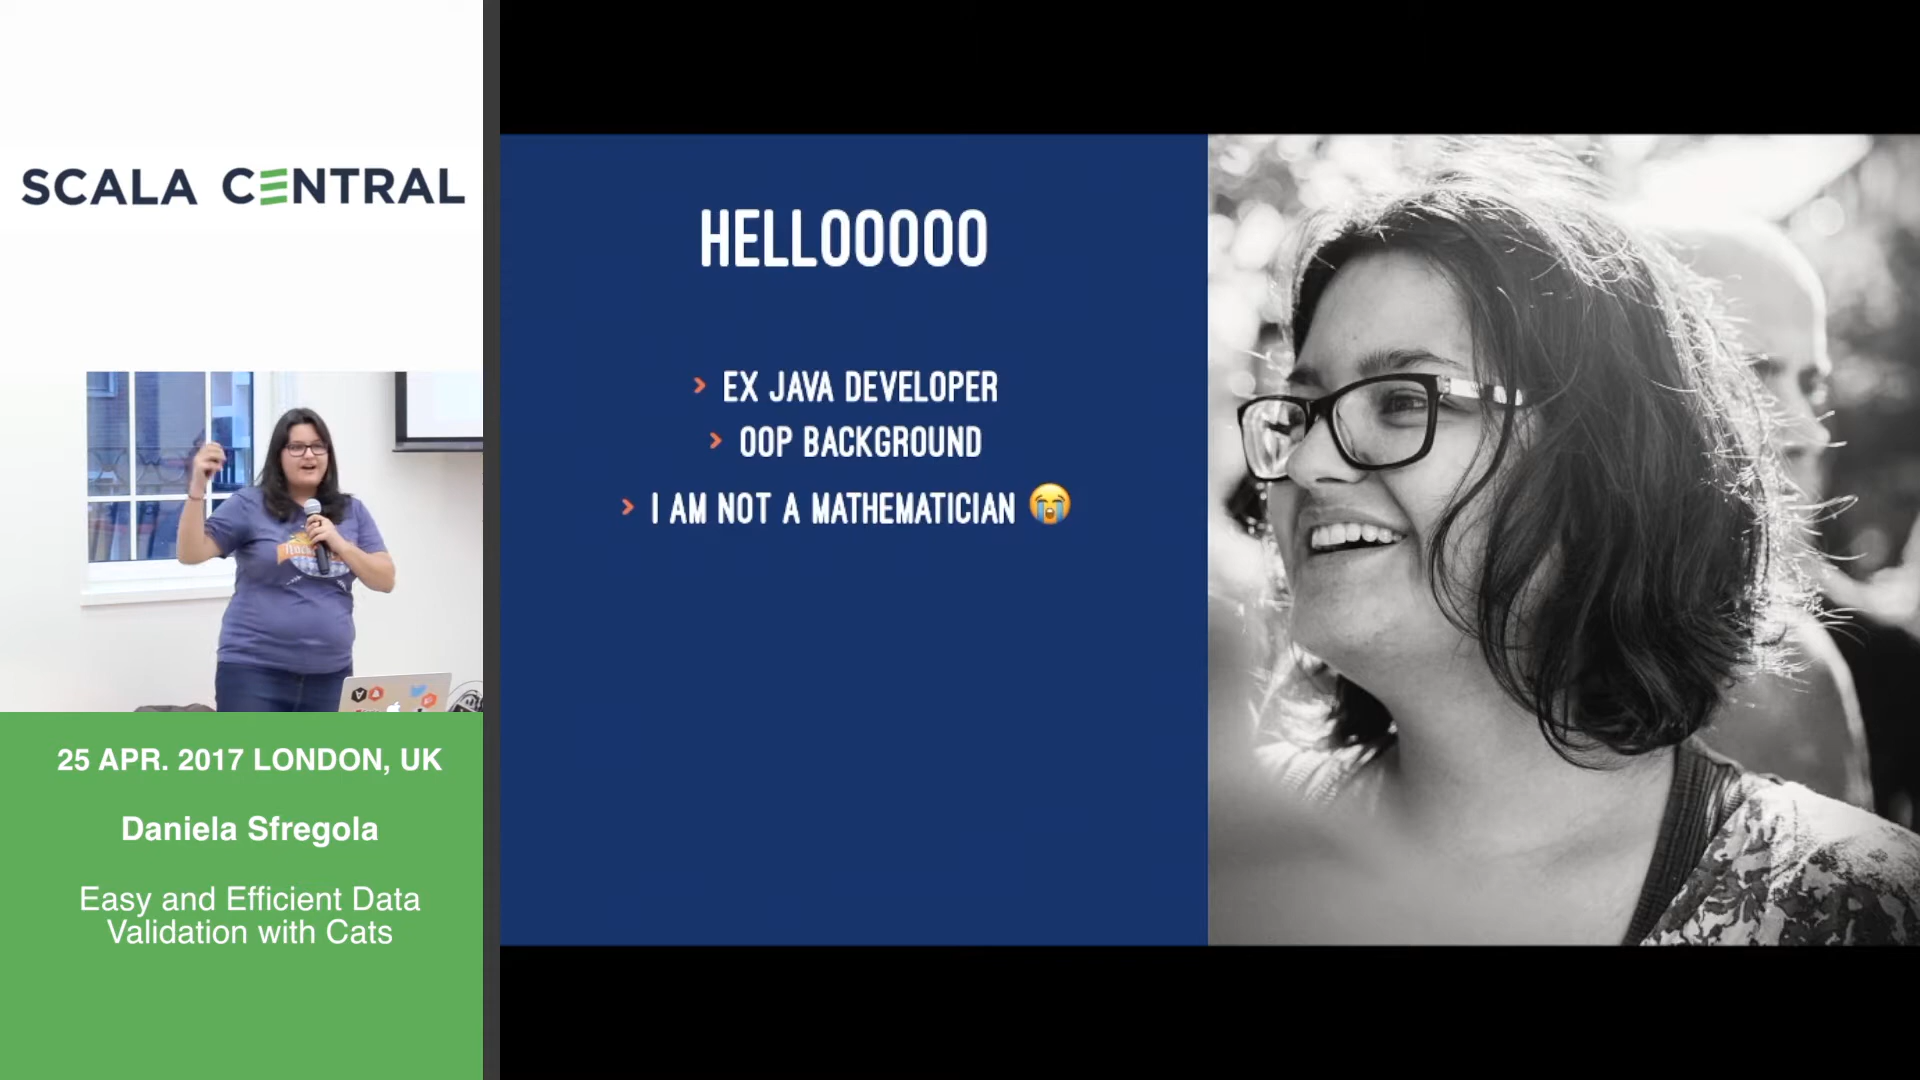 SCALA CENTRAL
25 APR. 2017 LONDON, UK
Daniela Sfregola
Easy and Efficient Data
Validation with Cats
HELLOOOOO
› EX JAVA DEVELOPER
› OOP BACKGROUND
› I AM NOT A MATHEMATICIAN 😭